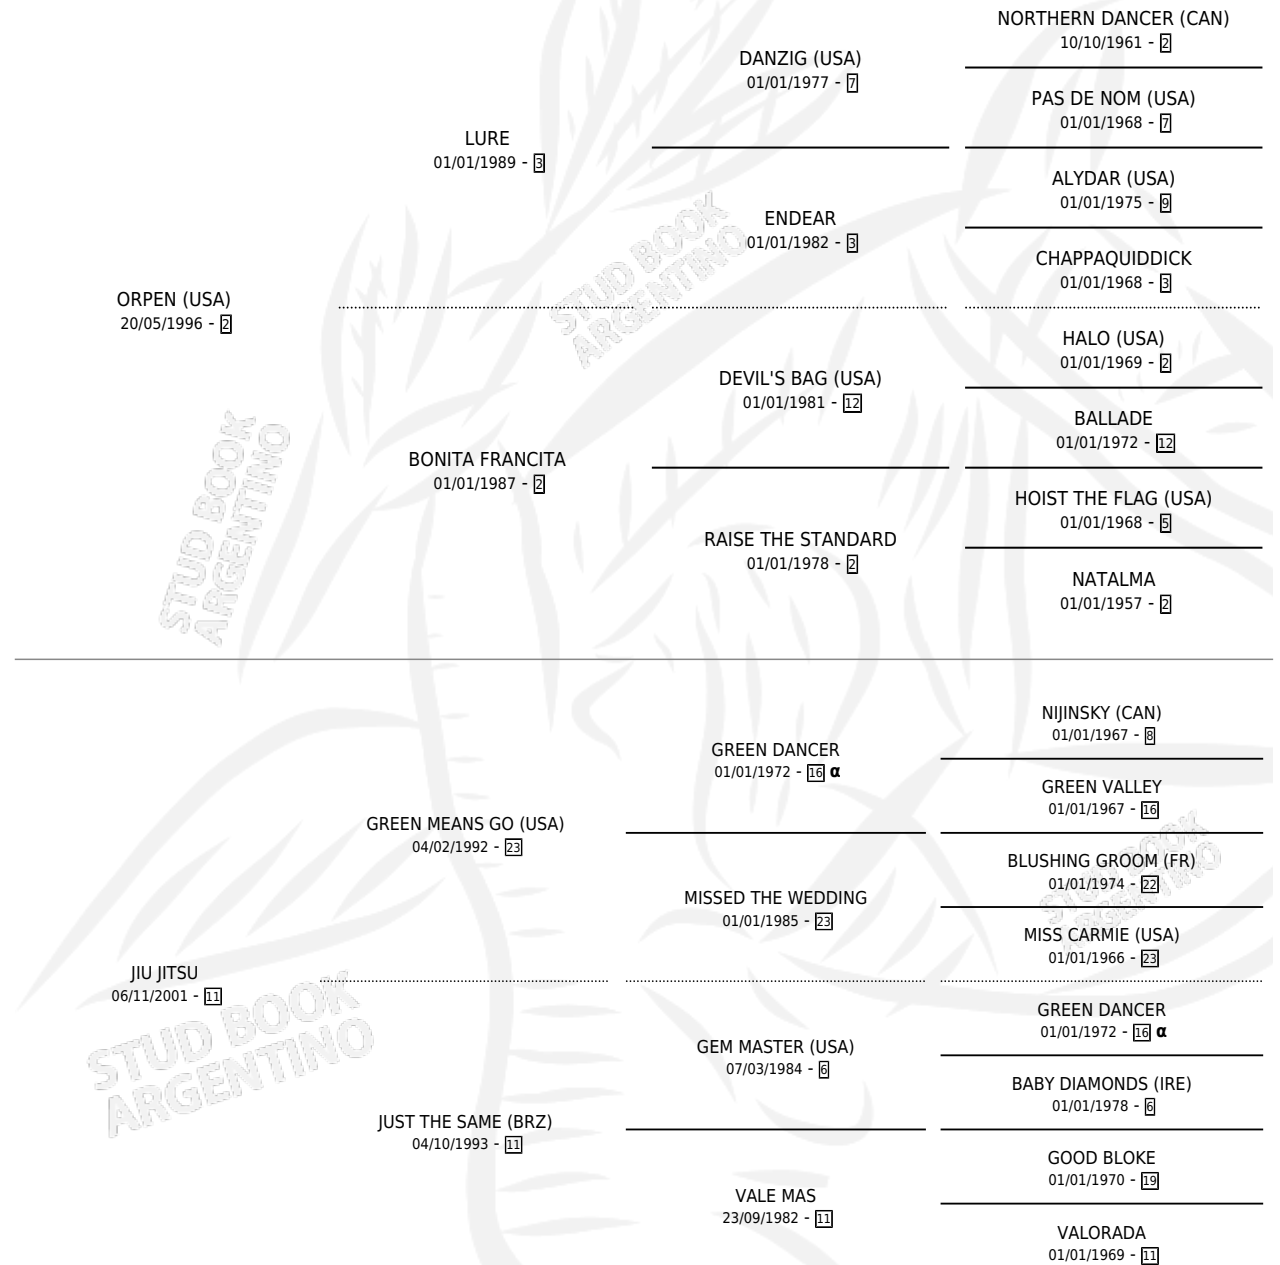 NORTHERN DANCER (CAN)
10/10/1961 - 2
DANZIG (USA)
01/01/1977 - 7
PAS DE NOM (USA)
01/01/1968 - 7
LURE
01/01/1989 - 3
ALYDAR (USA)
01/01/1975 - 9
ENDEAR
01/01/1982 - 3
CHAPPAQUIDDICK
01/01/1968 - 3
ORPEN (USA)
20/05/1996 - 2
HALO (USA)
01/01/1969 - 2
DEVIL'S BAG (USA)
01/01/1981 - 12
BALLADE
01/01/1972 - 12
BONITA FRANCITA
01/01/1987 - 2
HOIST THE FLAG (USA)
01/01/1968 - 5
RAISE THE STANDARD
01/01/1978 - 2
NATALMA
01/01/1957 - 2
NIJINSKY (CAN)
01/01/1967 - 8
GREEN DANCER
01/01/1972 - 16 α
GREEN VALLEY
01/01/1967 - 16
GREEN MEANS GO (USA)
04/02/1992 - 23
BLUSHING GROOM (FR)
01/01/1974 - 22
MISSED THE WEDDING
01/01/1985 - 23
MISS CARMIE (USA)
01/01/1966 - 23
JIU JITSU
06/11/2001 - 11
GREEN DANCER
01/01/1972 - 16 α
GEM MASTER (USA)
07/03/1984 - 6
BABY DIAMONDS (IRE)
01/01/1978 - 6
JUST THE SAME (BRZ)
04/10/1993 - 11
GOOD BLOKE
01/01/1970 - 19
VALE MAS
23/09/1982 - 11
VALORADA
01/01/1969 - 11
STUD BOOK
ARGENTINO
STUD BOOK
ARGENTINO
STUD BOOK
ARGENTINO
STUD BOOK
ARGENTINO